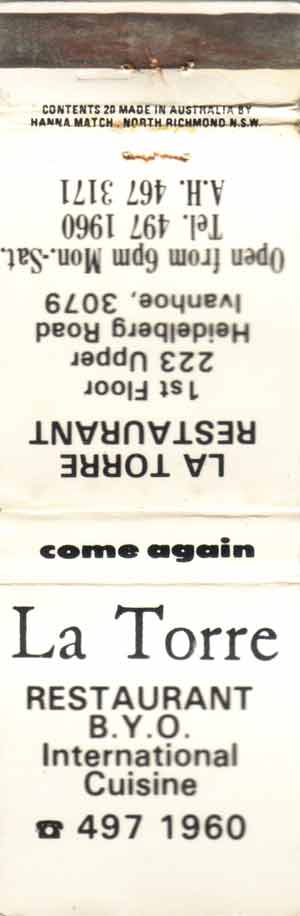 CONTENTS 20 MADE IN AUSTRALIA BY
HANNA MATCH, NORTH RICHMOND N.S.W.
LA TORRE
RESTAURANT
1st Floor
223 Upper
Heidelberg Road
Ivanhoe, 3079
Open from 6pm Mon.-Sat.
Tel. 497 1960
A.H. 467 3171
come again
La Torre
RESTAURANT
B.Y.O.
International
Cuisine
☎ 497 1960